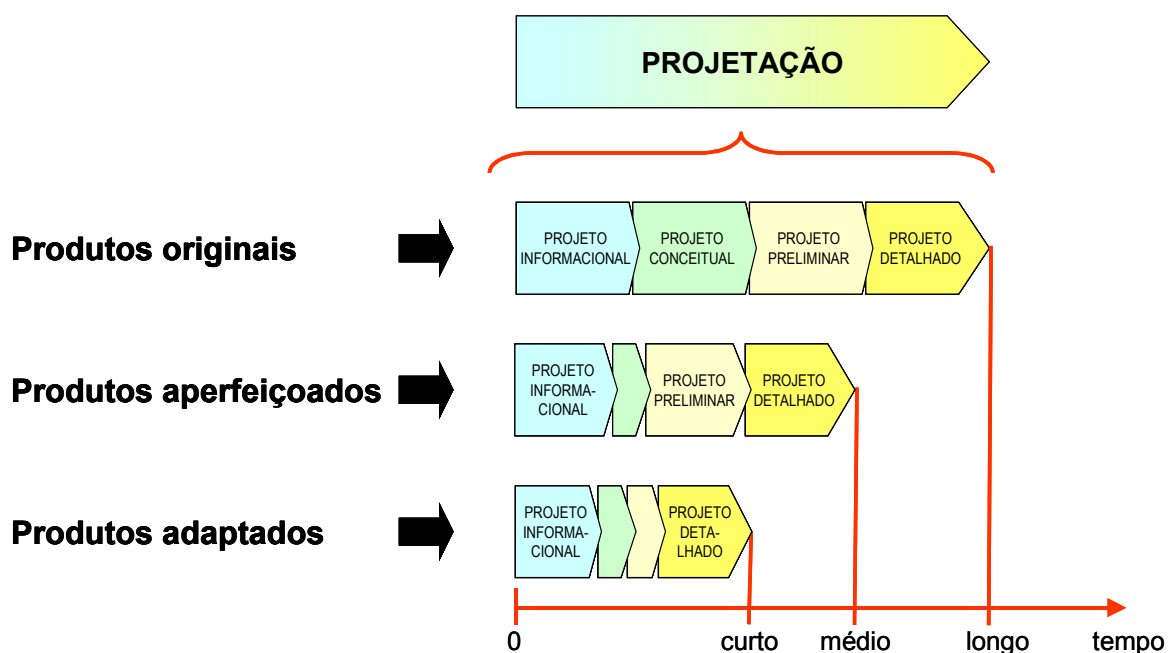 PROJETAÇÃO
Produtos originais
PROJETO
INFORMACIONAL
PROJETO
CONCEITUAL
PROJETO
PRELIMINAR
PROJETO
DETALHADO
Produtos aperfeiçoados
PROJETO
INFORMA-
CIONAL
PROJETO
PRELIMINAR
PROJETO
DETALHADO
Produtos adaptados
PROJETO
INFORMA-
CIONAL
PROJETO
DETA-
LHADO
0 curto médio longo tempo